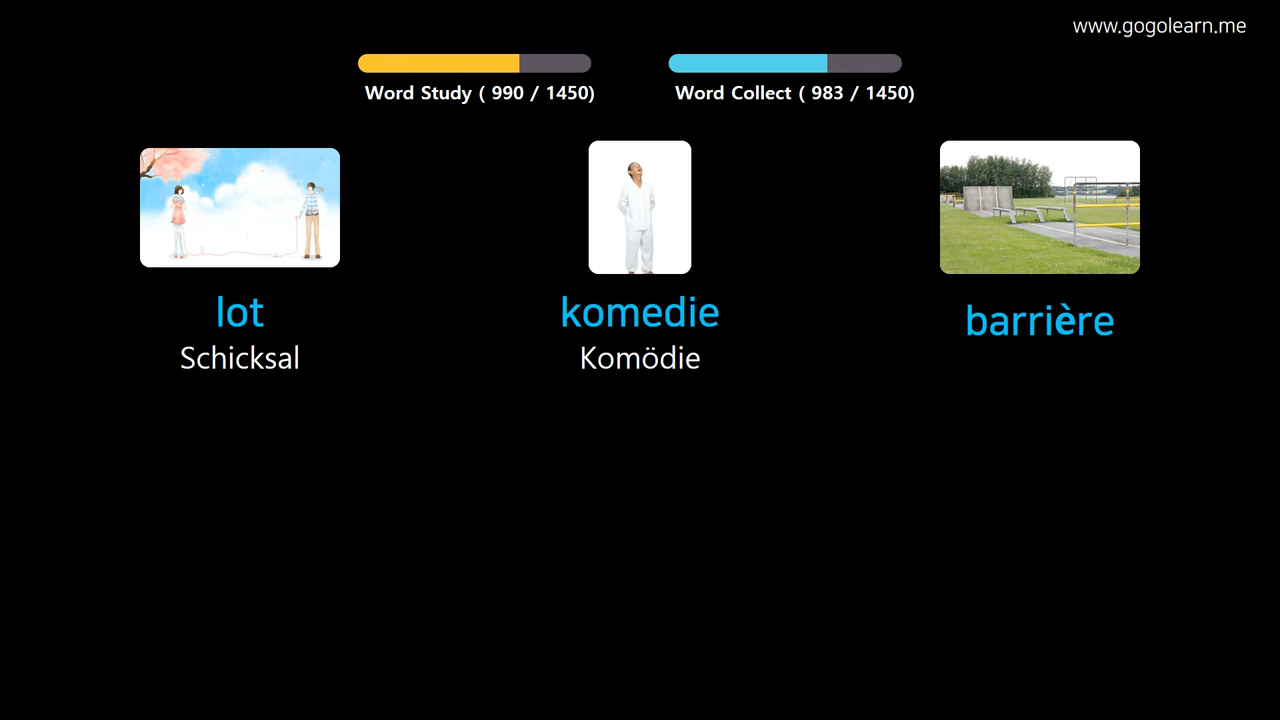 www.gogolearn.me
Word Study ( 990 / 1450)
Word Collect ( 983 / 1450)
lot
Schicksal
komedie
Komödie
barrière